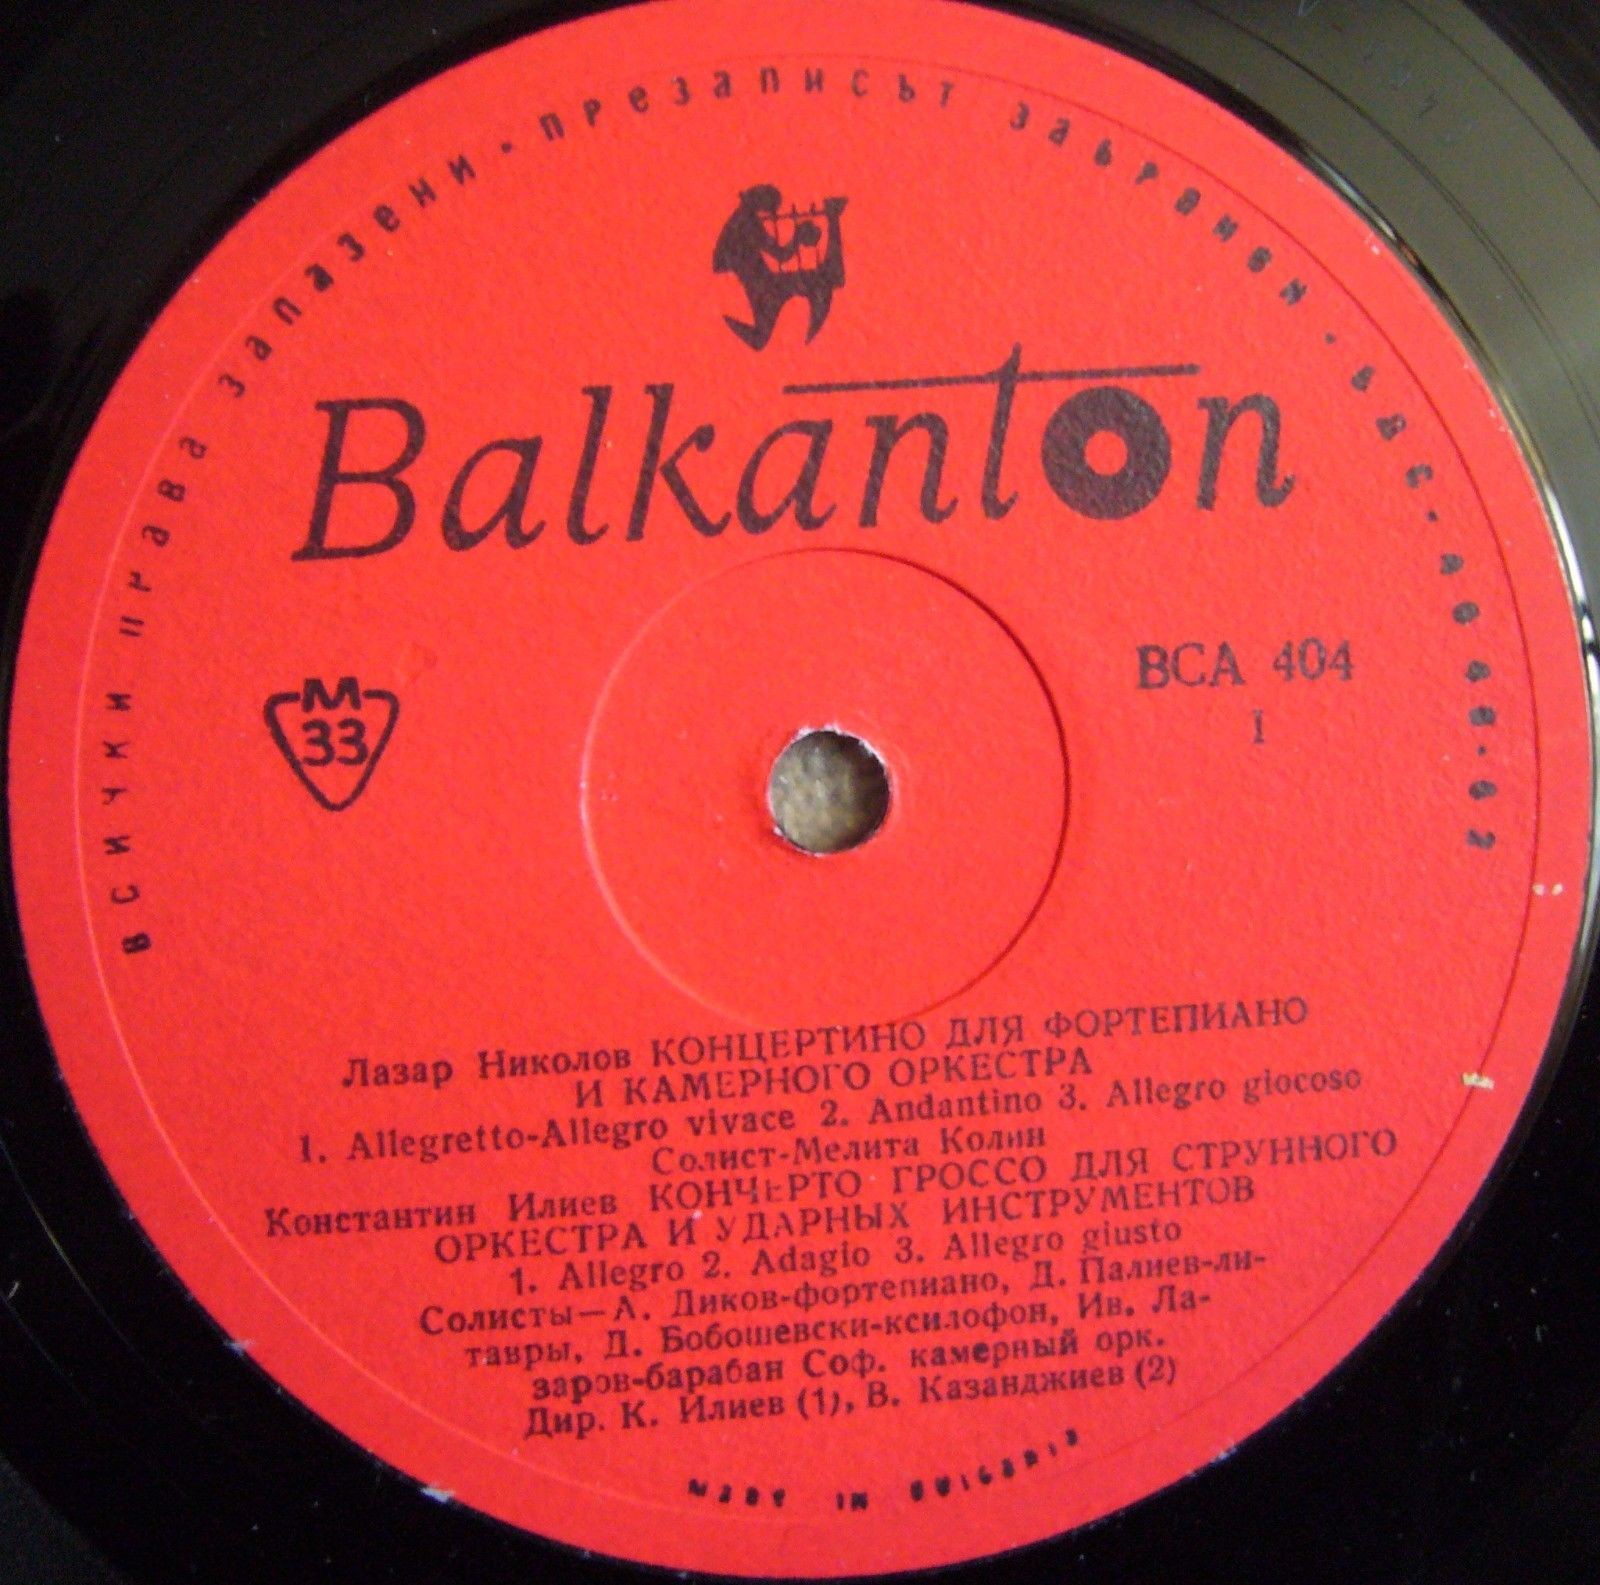 всички права запазени · презаписът забранен ·
Balkanton
М
33
ВСА 404
I
Лазар Николов КОНЦЕРТИНО ДЛЯ ФОРТЕПИАНО
И КАМЕРНОГО ОРКЕСТРА
1. Allegretto-Allegro vivace 2. Andantino 3. Allegro giocoso
Солист-Мелита Колин
Константин Илиев КОНЧЕРТО ГРОССО ДЛЯ СТРУННОГО
ОРКЕСТРА И УДАРНЫХ ИНСТРУМЕНТОВ
1. Allegro 2. Adagio 3. Allegro giusto
Солисты—А. Диков-фортепиано, Д. Палиев-ли-
тавры, Д. Бобошевски-ксилофон, Ив. Ла-
заров-барабан Соф. камерный орк.
Дир. К. Илиев (1), В. Казанджиев (2)
MADE IN BULGARIA